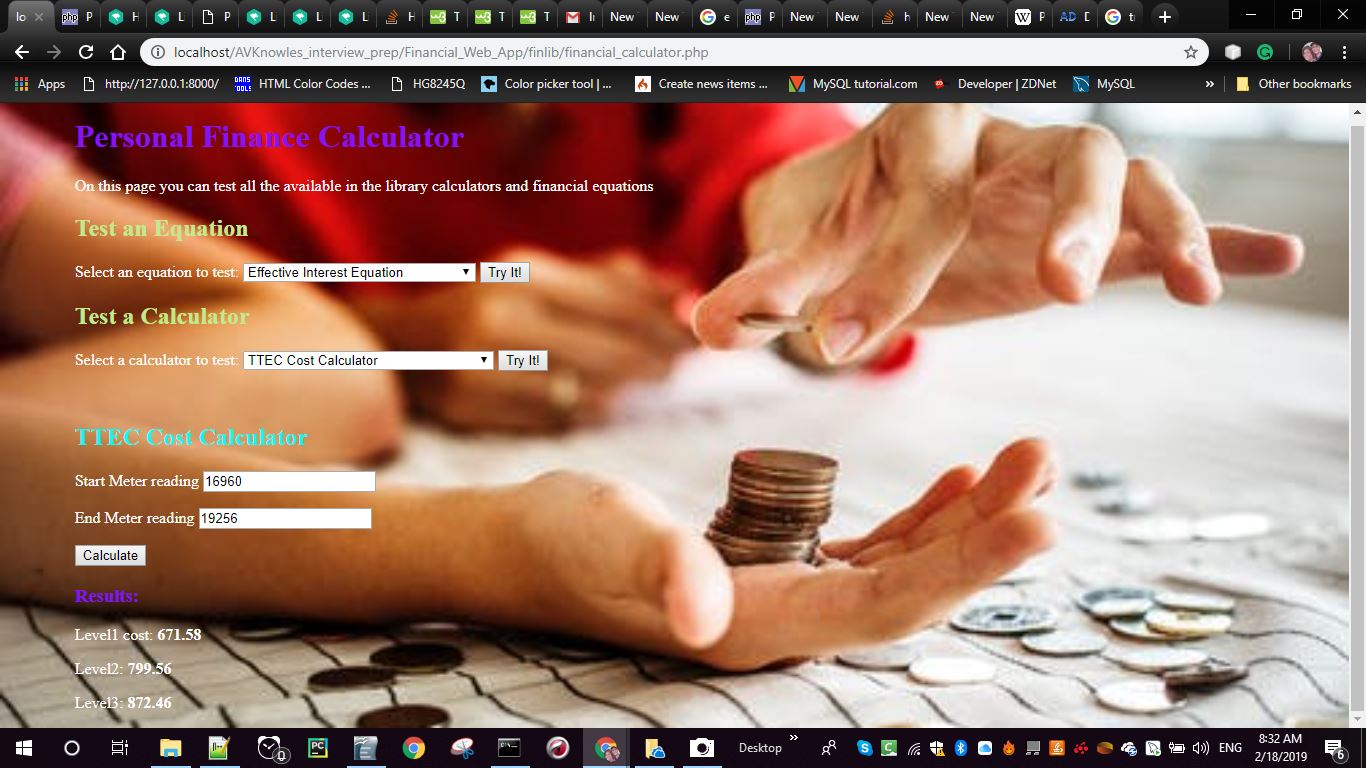 lo
P
H
L
P
L
L
L
H
T
T
T
New
New
e
P
New
New
h
New
New
P
D
localhost/AVKnowles_interview_prep/Financial_Web_App/finlib/financial_calculator.php
Apps
http://127.0.0.1:8000/
HTML Color Codes ...
HG8245Q
Color picker tool | ...
Create news items ...
MySQL tutorial.com
Developer | ZDNet
MySQL
»
Other bookmarks
Personal Finance Calculator
On this page you can test all the available in the library calculators and financial equations
Test an Equation
Select an equation to test: Effective Interest Equation Try It!
Test a Calculator
Select a calculator to test: TTEC Cost Calculator Try It!
TTEC Cost Calculator
Start Meter reading 16960
End Meter reading 19256
Calculate
Results:
Level1 cost: 671.58
Level2: 799.56
Level3: 872.46
Desktop
»
ENG
8:32 AM
2/18/2019
6